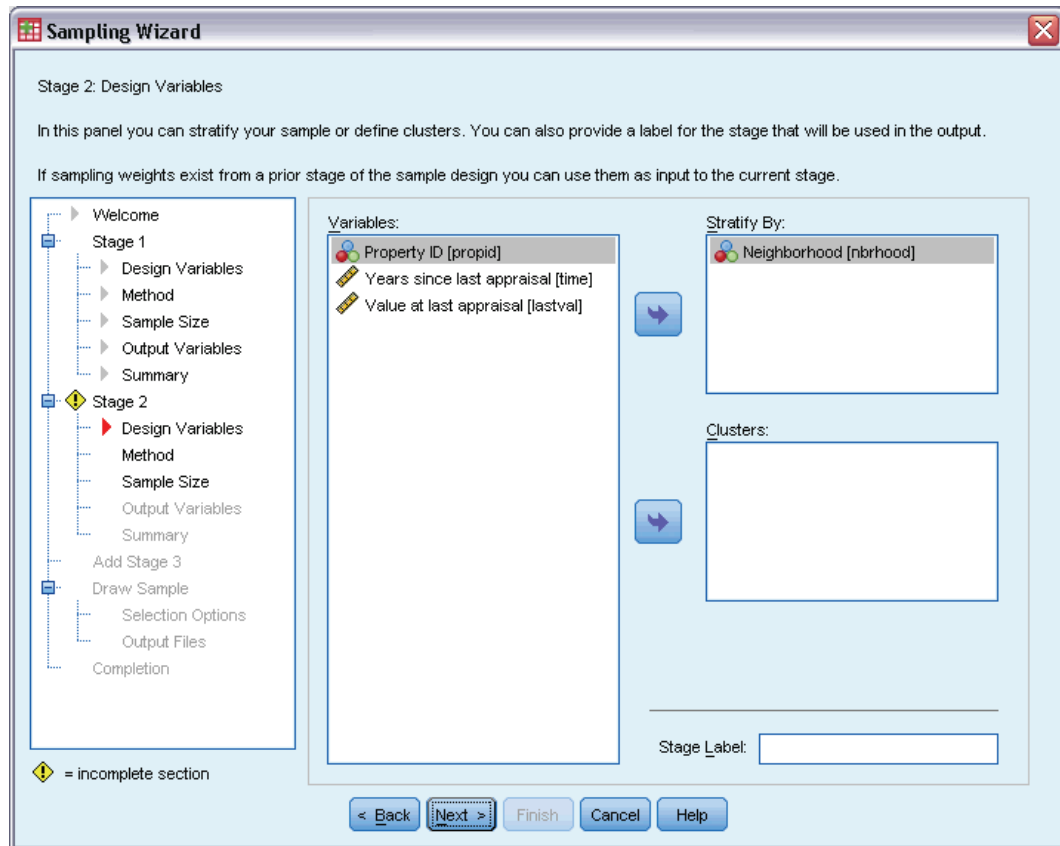 Sampling Wizard
Stage 2: Design Variables
In this panel you can stratify your sample or define clusters. You can also provide a label for the stage that will be used in the output.
If sampling weights exist from a prior stage of the sample design you can use them as input to the current stage.
Welcome
Stage 1
Design Variables
Method
Sample Size
Output Variables
Summary
Stage 2
Design Variables
Method
Sample Size
Output Variables
Summary
Add Stage 3
Draw Sample
Selection Options
Output Files
Completion
! = incomplete section
Variables:
Property ID [propid]
Years since last appraisal [time]
Value at last appraisal [lastval]
Stratify By:
Neighborhood [nbrhood]
Clusters:
Stage Label:
< Back Next > Finish Cancel Help